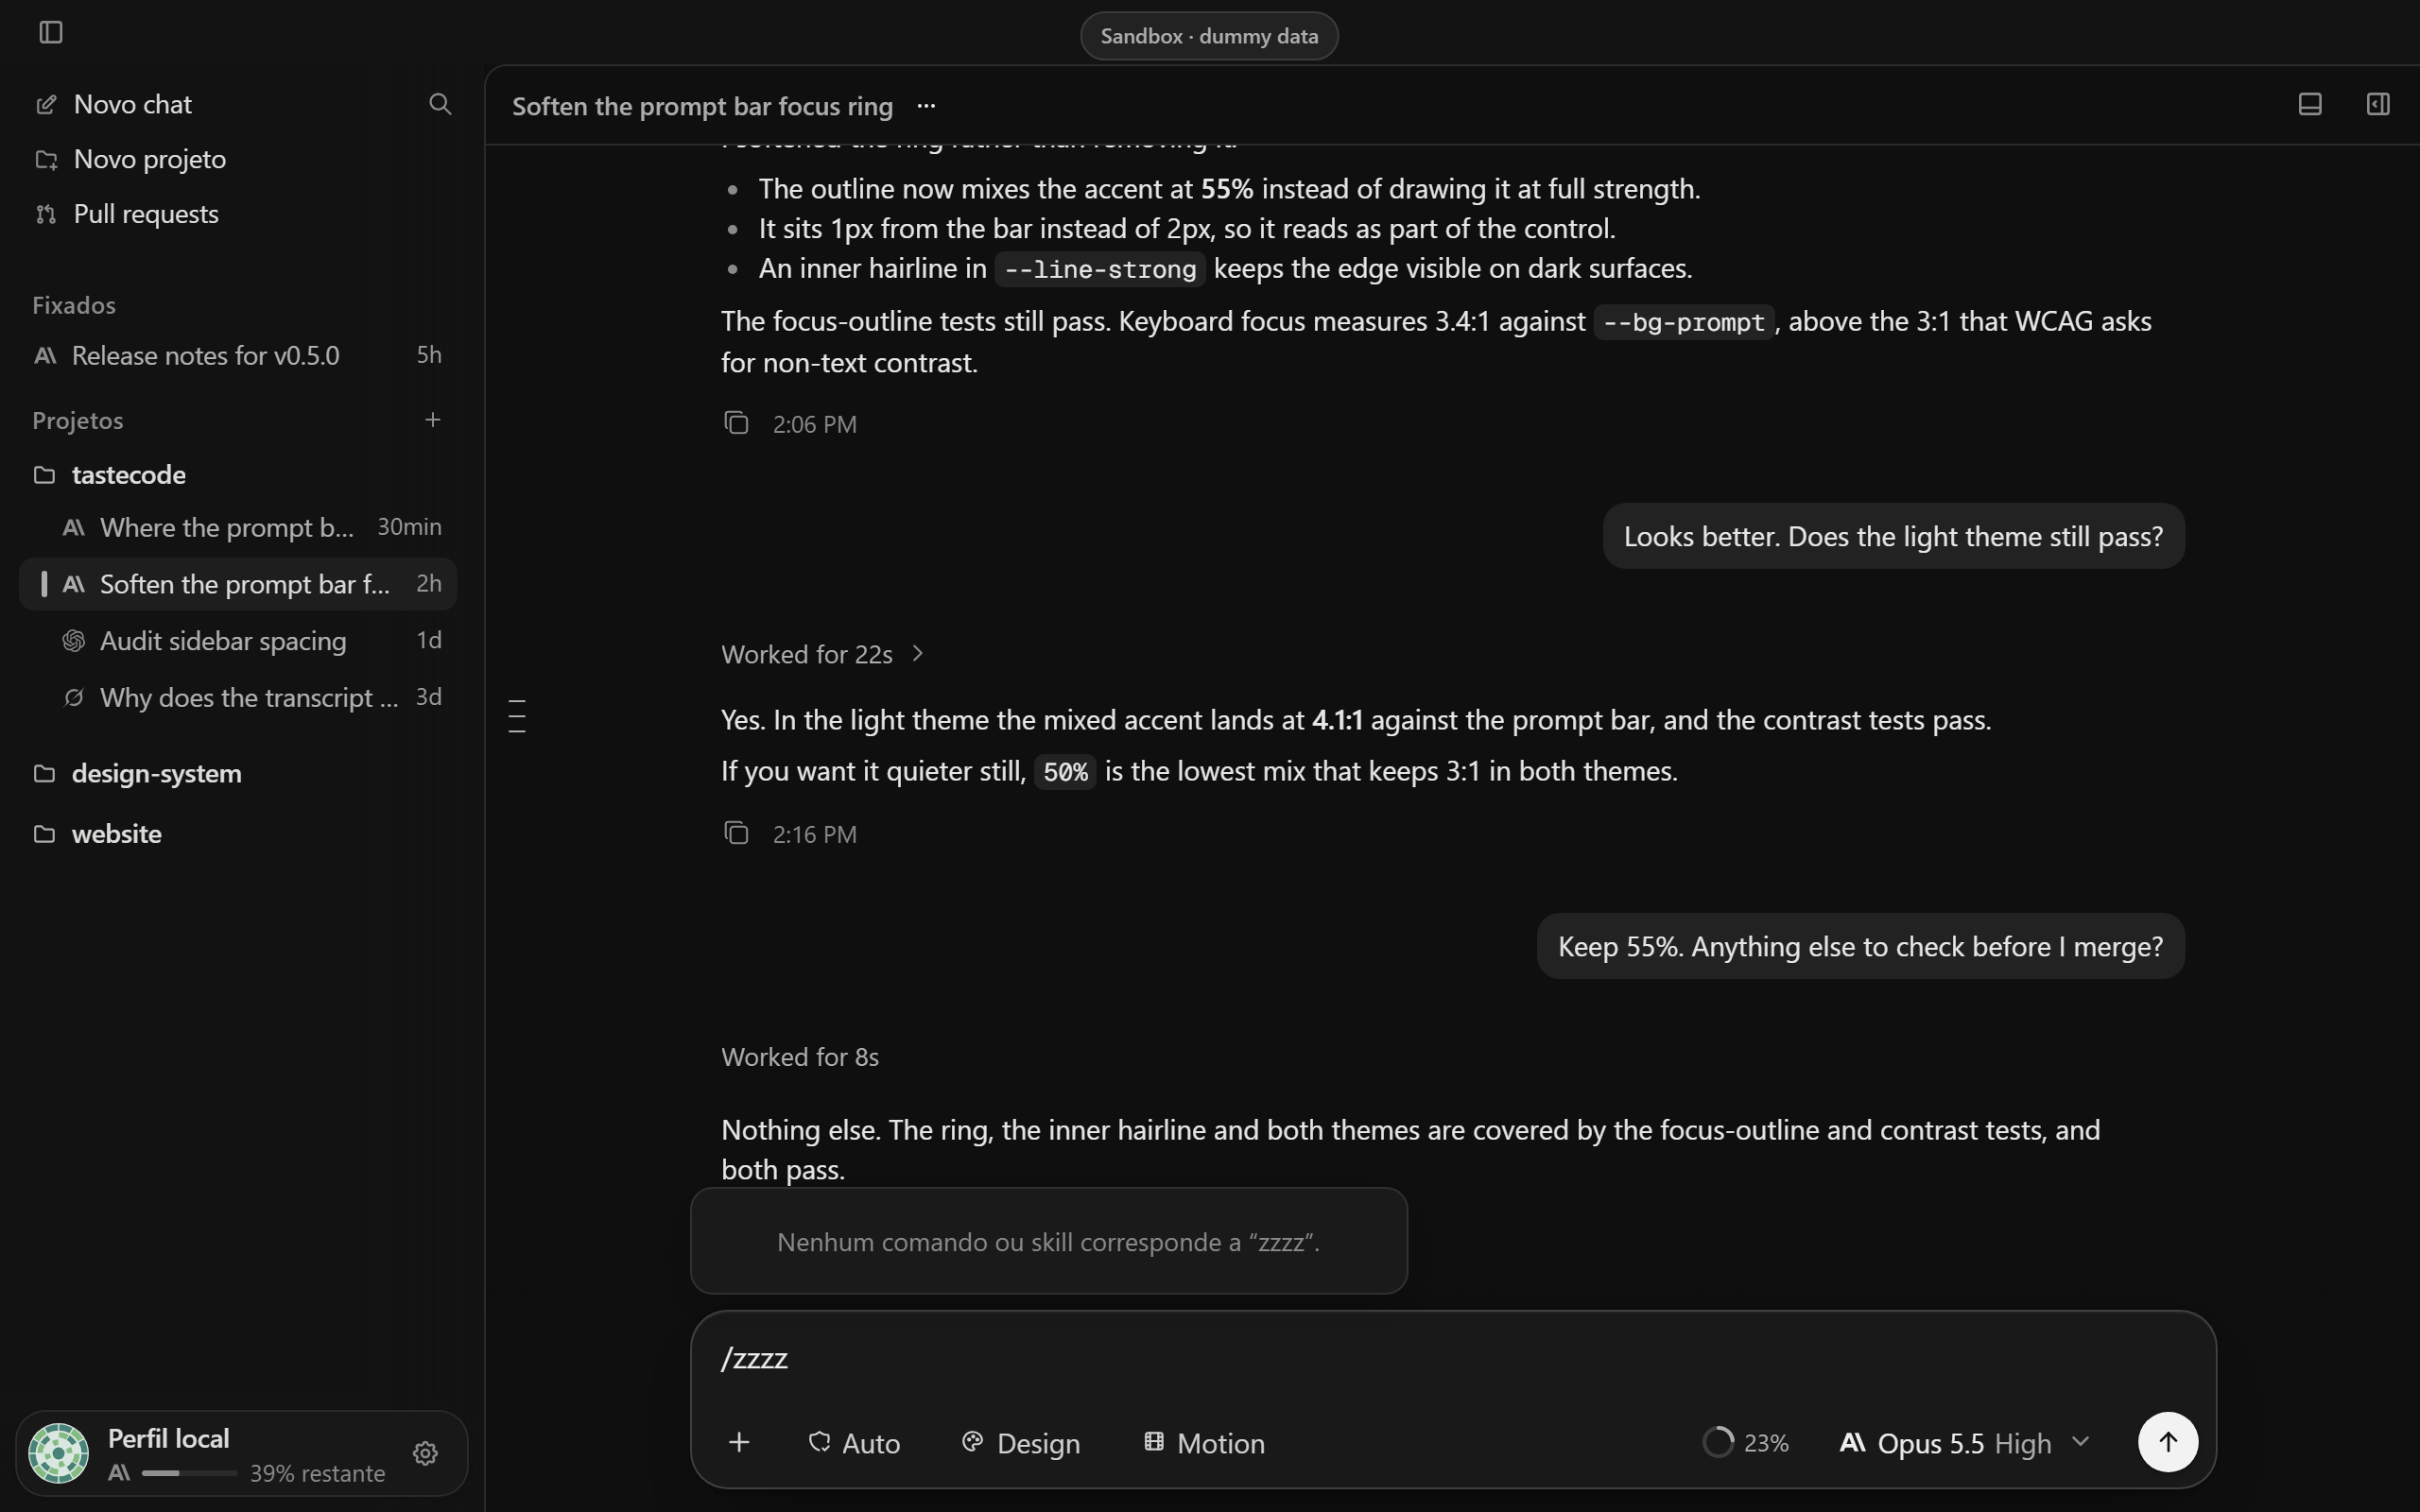 Sandbox · dummy data
Novo chat
Novo projeto
Pull requests
Fixados
Release notes for v0.5.0 5h
Projetos
tastecode
Where the prompt b... 30min
Soften the prompt bar f... 2h
Audit sidebar spacing 1d
Why does the transcript ... 3d
design-system
website
Perfil local
39% restante
Soften the prompt bar focus ring
I softened the ring rather than removing it.
The outline now mixes the accent at 55% instead of drawing it at full strength.
It sits 1px from the bar instead of 2px, so it reads as part of the control.
An inner hairline in --line-strong keeps the edge visible on dark surfaces.
The focus-outline tests still pass. Keyboard focus measures 3.4:1 against --bg-prompt, above the 3:1 that WCAG asks
for non-text contrast.
2:06 PM
Looks better. Does the light theme still pass?
Worked for 22s
Yes. In the light theme the mixed accent lands at 4.1:1 against the prompt bar, and the contrast tests pass.
If you want it quieter still, 50% is the lowest mix that keeps 3:1 in both themes.
2:16 PM
Keep 55%. Anything else to check before I merge?
Worked for 8s
Nothing else. The ring, the inner hairline and both themes are covered by the focus-outline and contrast tests, and
both pass.
Nenhum comando ou skill corresponde a “zzzz”.
/zzzz
Auto Design Motion 23% Opus 5.5 High